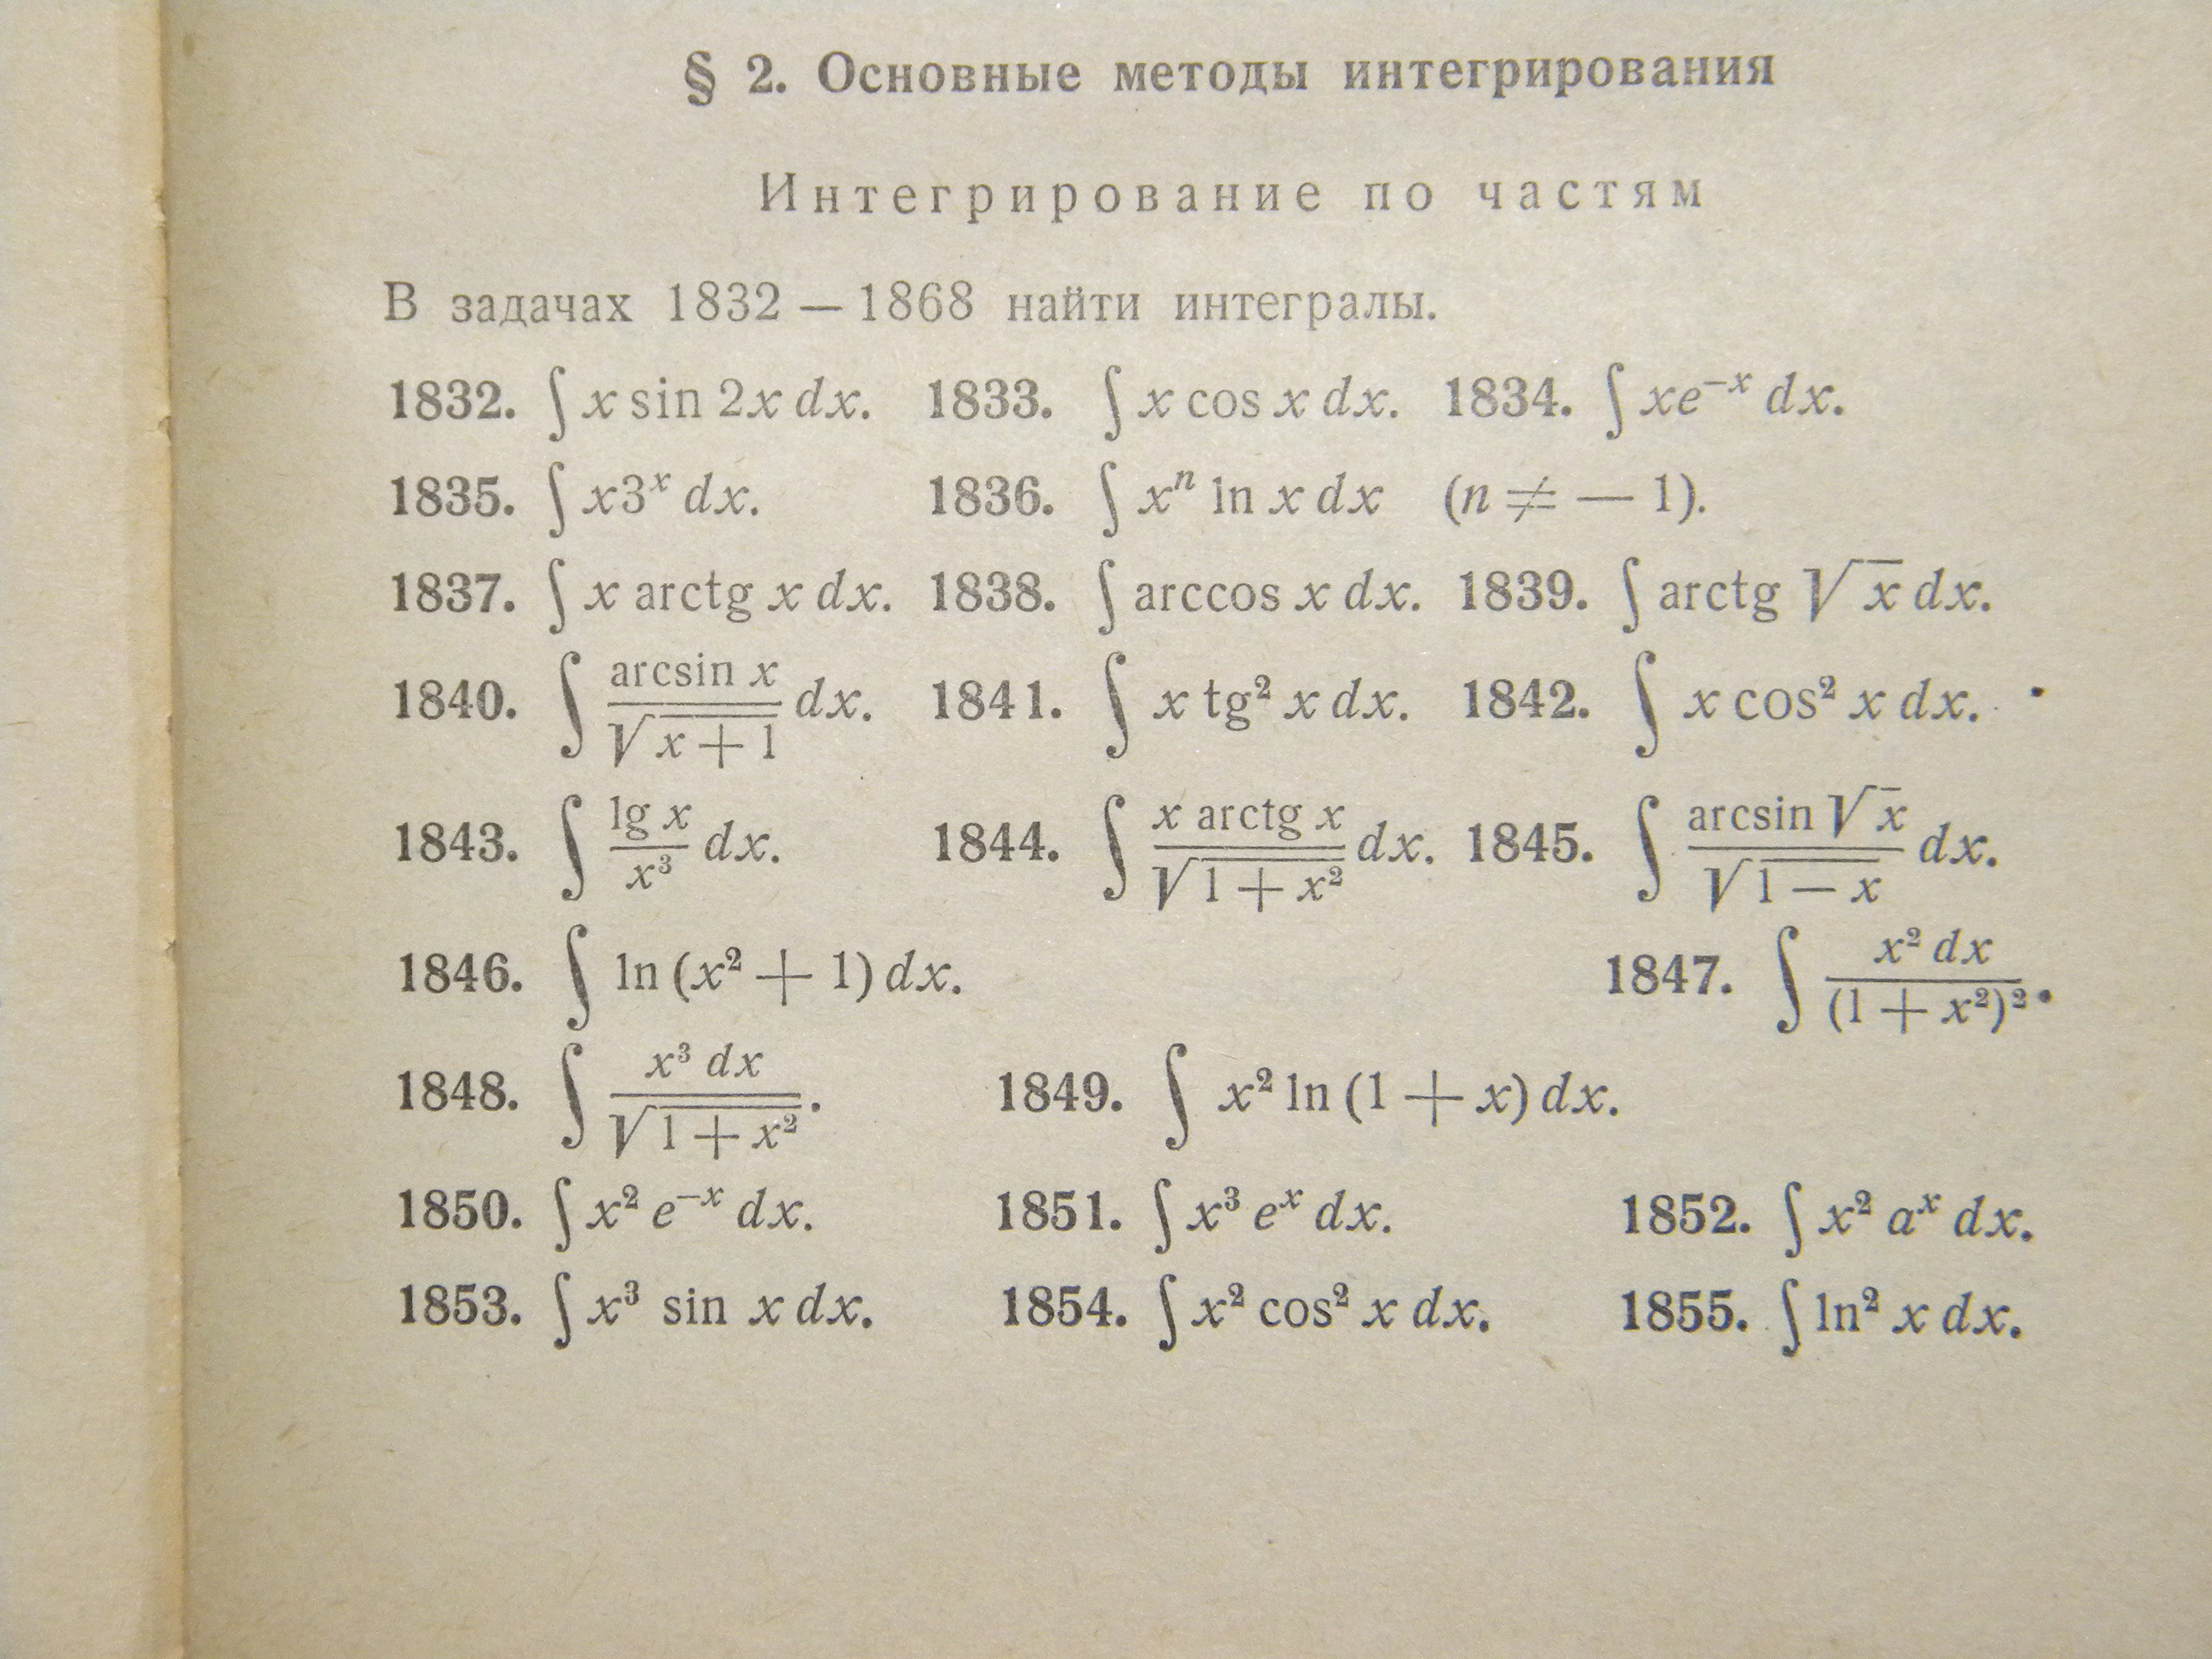 § 2. Основные методы интегрирования
Интегрирование по частям
В задачах 1832 — 1868 найти интегралы.
1832. ∫ x sin 2x dx. 1833. ∫ x cos x dx. 1834. ∫ xe⁻ˣ dx.
1835. ∫ x3ˣ dx. 1836. ∫ xⁿ ln x dx (n ≠ — 1).
1837. ∫ x arctg x dx. 1838. ∫ arccos x dx. 1839. ∫ arctg √x dx.
1840. ∫ arcsin x / √(x + 1) dx. 1841. ∫ x tg² x dx. 1842. ∫ x cos² x dx.
1843. ∫ lg x / x³ dx. 1844. ∫ x arctg x / √(1 + x²) dx. 1845. ∫ arcsin √x / √(1 — x) dx.
1846. ∫ ln (x² + 1) dx. 1847. ∫ x² dx / (1 + x²)².
1848. ∫ x³ dx / √(1 + x²). 1849. ∫ x² ln (1 + x) dx.
1850. ∫ x² e⁻ˣ dx. 1851. ∫ x³ eˣ dx. 1852. ∫ x² aˣ dx.
1853. ∫ x³ sin x dx. 1854. ∫ x² cos² x dx. 1855. ∫ ln² x dx.